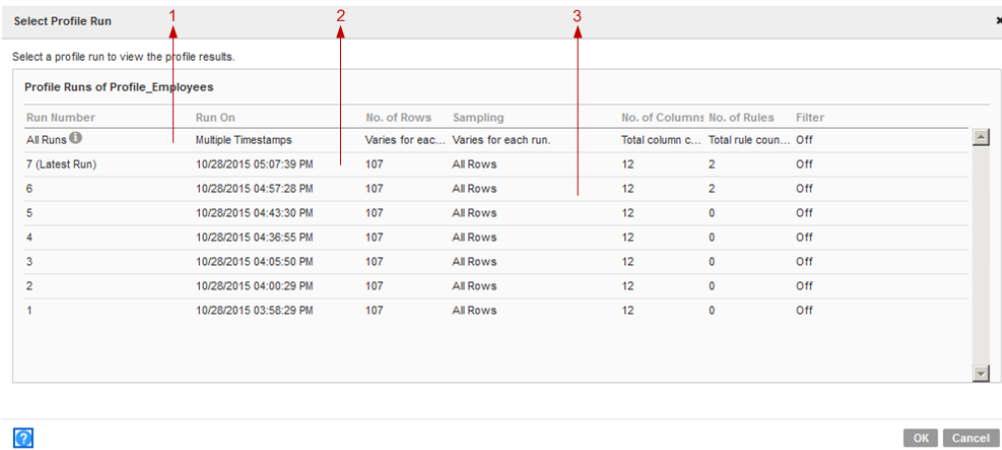 1 2 3
Select Profile Run
Select a profile run to view the profile results.
Profile Runs of Profile_Employees
Run Number Run On No. of Rows Sampling No. of Columns No. of Rules Filter
All Runs Multiple Timestamps Varies for eac... Varies for each run. Total column c... Total rule coun... Off
7 (Latest Run) 10/28/2015 05:07:39 PM 107 All Rows 12 2 Off
6 10/28/2015 04:57:28 PM 107 All Rows 12 2 Off
5 10/28/2015 04:43:30 PM 107 All Rows 12 0 Off
4 10/28/2015 04:36:55 PM 107 All Rows 12 0 Off
3 10/28/2015 04:05:50 PM 107 All Rows 12 0 Off
2 10/28/2015 04:00:29 PM 107 All Rows 12 0 Off
1 10/28/2015 03:58:29 PM 107 All Rows 12 0 Off
? OK Cancel